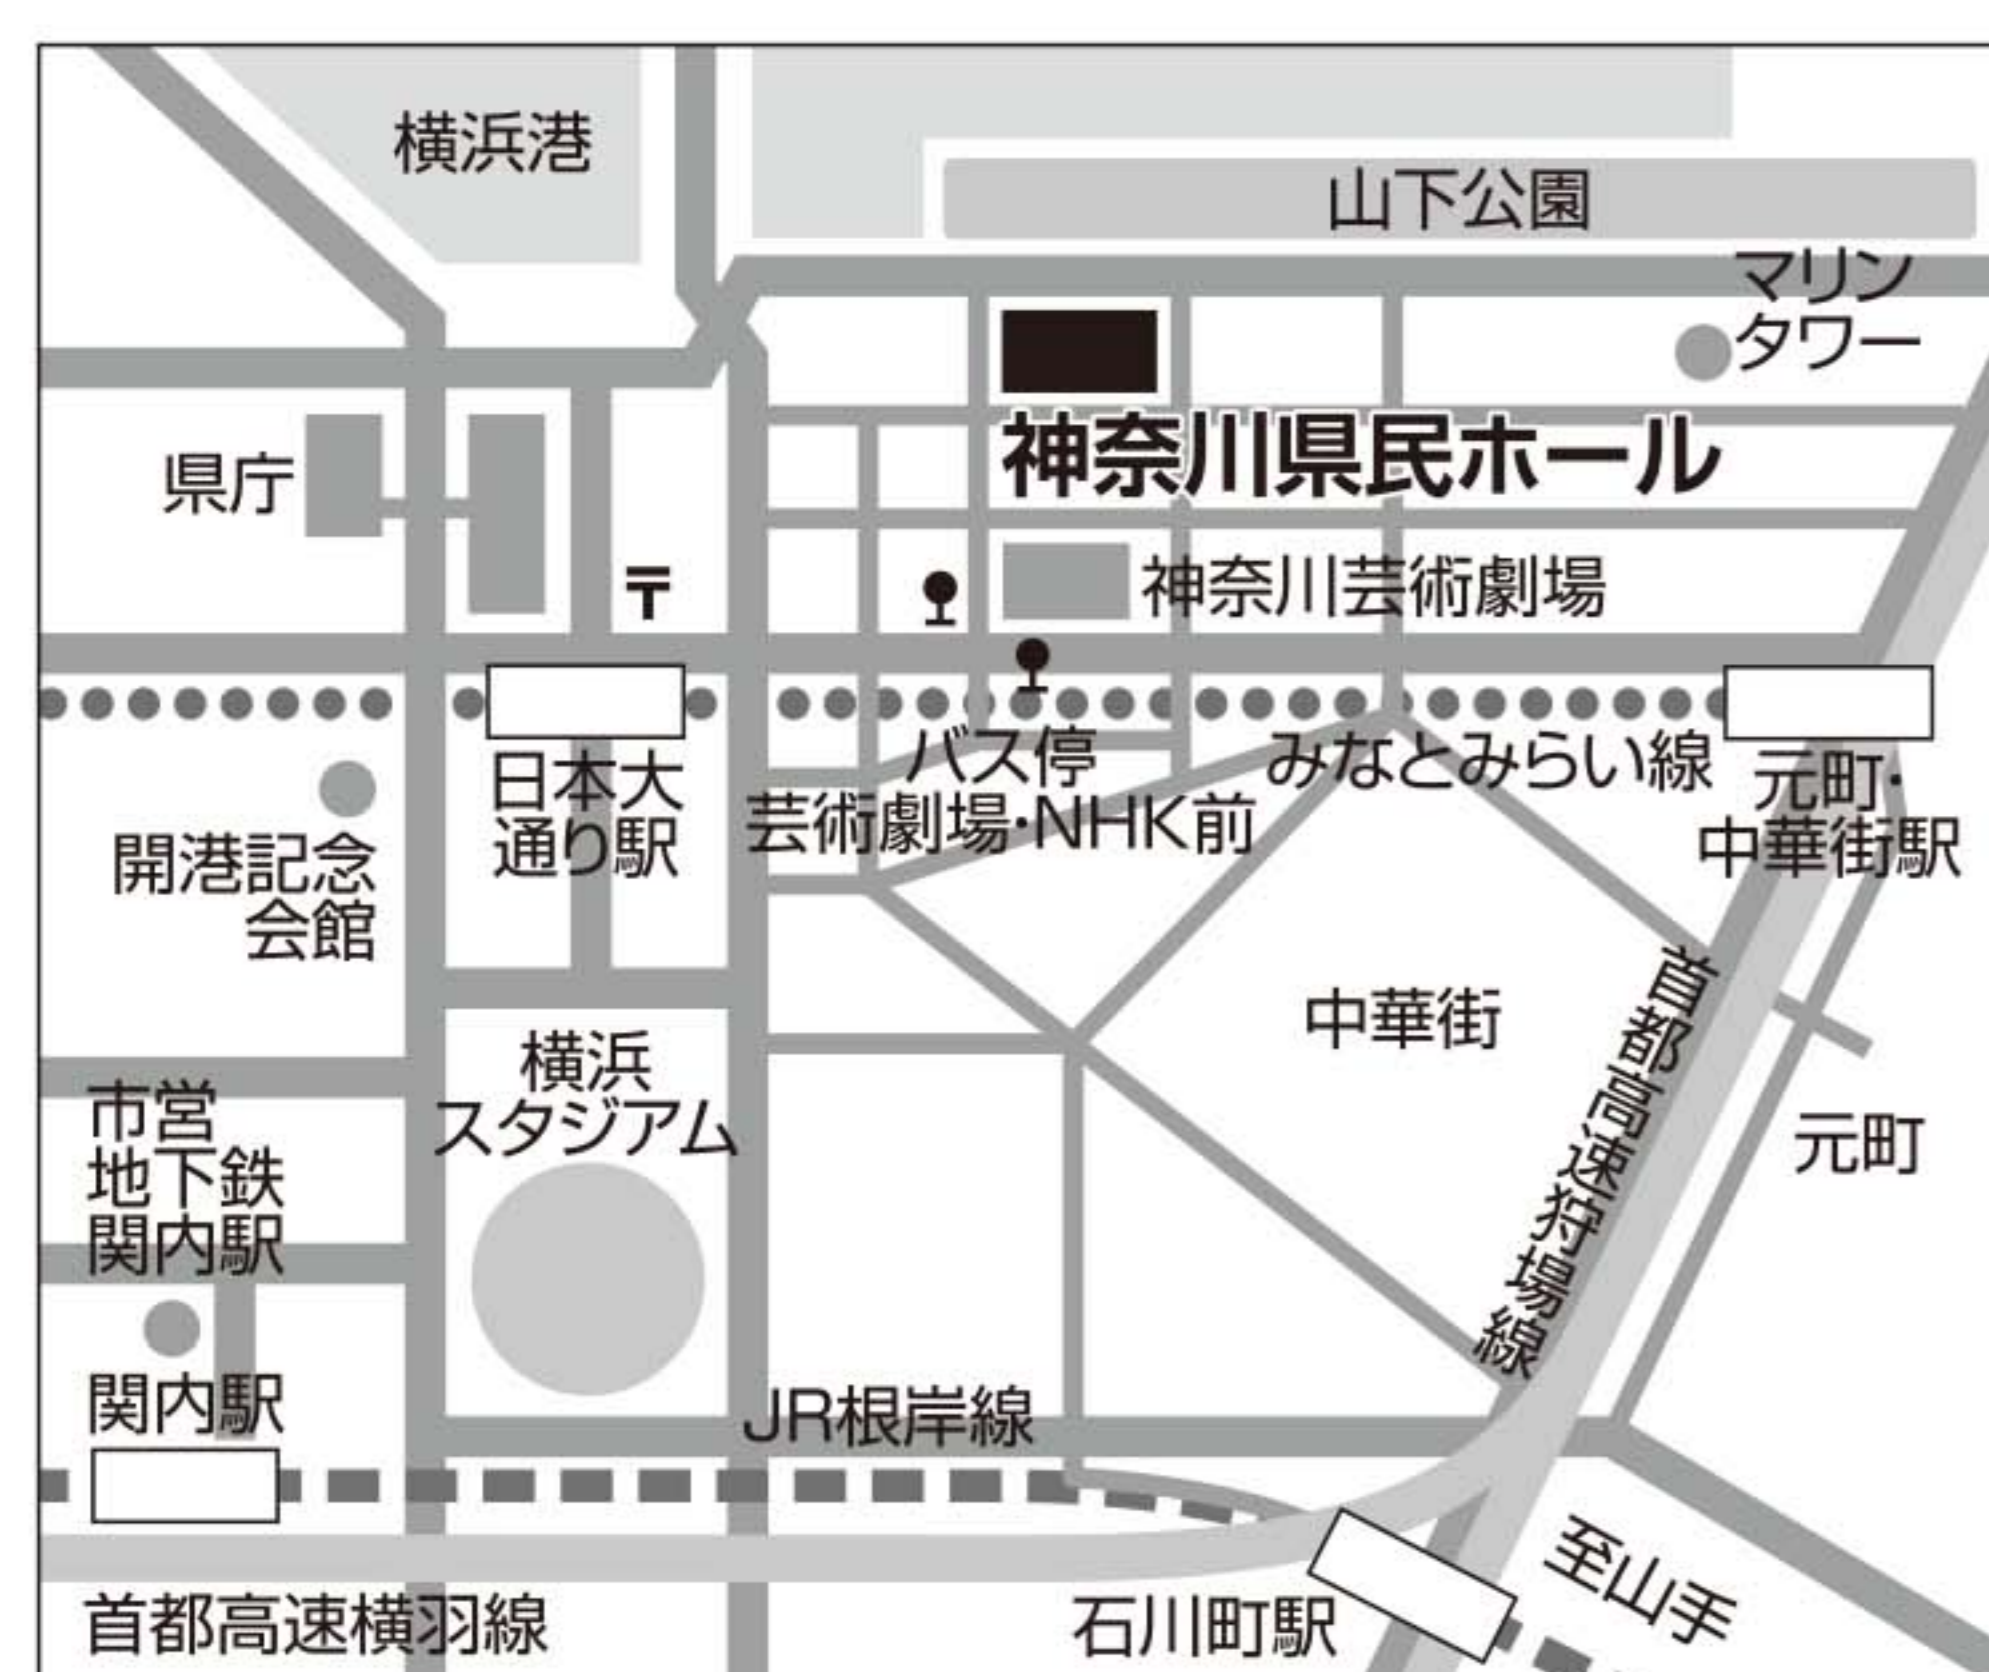 横浜港
山下公園
マリン
タワー
神奈川県民ホール
県庁
神奈川芸術劇場
〒
日本大
通り駅
バス停
芸術劇場・NHK前
みなとみらい線
元町・
中華街駅
開港記念
会館
中華街
首都高速狩場線
横浜
スタジアム
元町
市営
地下鉄
関内駅
関内駅
JR根岸線
首都高速横羽線
石川町駅
至山手